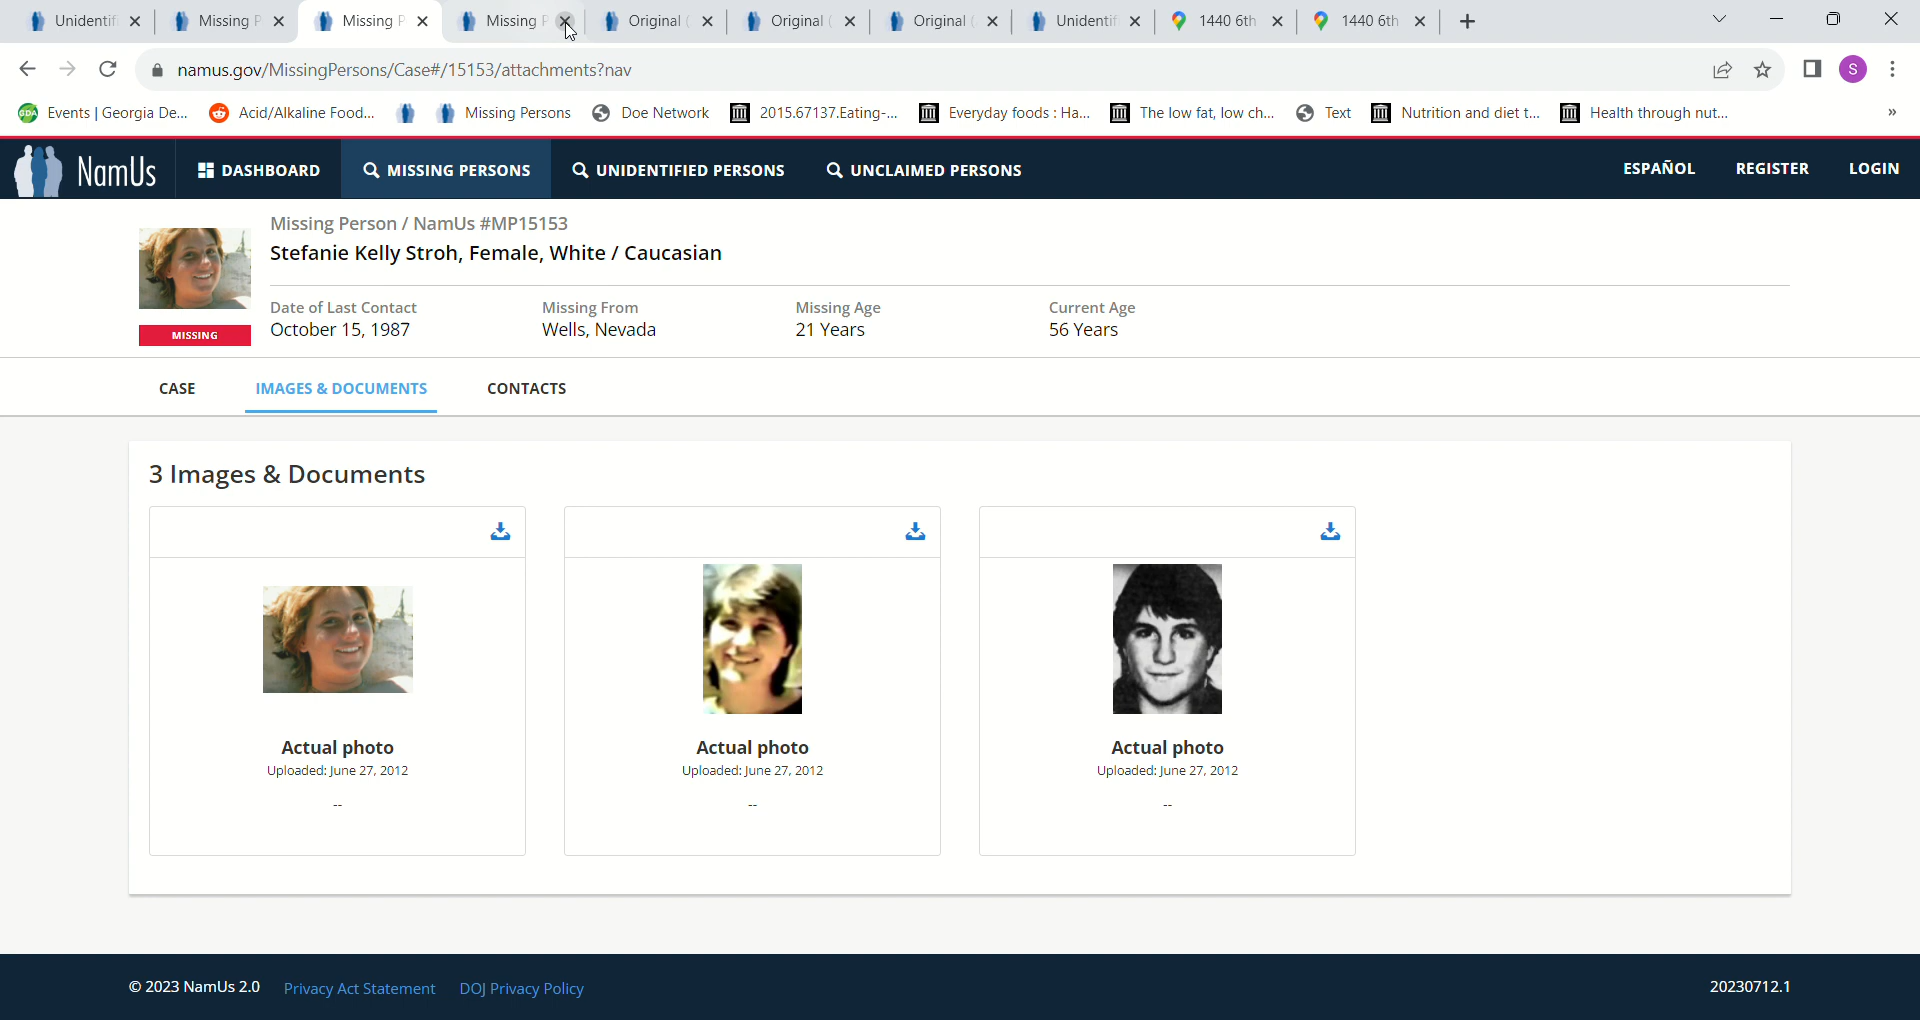 Unidentif
Missing P
Missing P
Missing P
Original (
Original (
Original (
Unidentif
1440 6th
1440 6th
namus.gov/MissingPersons/Case#/15153/attachments?nav
S
GDA
Events | Georgia De...
Acid/Alkaline Food...
Missing Persons
Doe Network
2015.67137.Eating-...
Everyday foods : Ha...
The low fat, low ch...
Text
Nutrition and diet t...
Health through nut...
»
NamUs
DASHBOARD
MISSING PERSONS
UNIDENTIFIED PERSONS
UNCLAIMED PERSONS
ESPAÑOL
REGISTER
LOGIN
Missing Person / NamUs #MP15153
Stefanie Kelly Stroh, Female, White / Caucasian
MISSING
Date of Last Contact
October 15, 1987
Missing From
Wells, Nevada
Missing Age
21 Years
Current Age
56 Years
CASE
IMAGES & DOCUMENTS
CONTACTS
3 Images & Documents
Actual photo
Uploaded: June 27, 2012
--
Actual photo
Uploaded: June 27, 2012
--
Actual photo
Uploaded: June 27, 2012
--
© 2023 NamUs 2.0
Privacy Act Statement
DOJ Privacy Policy
20230712.1